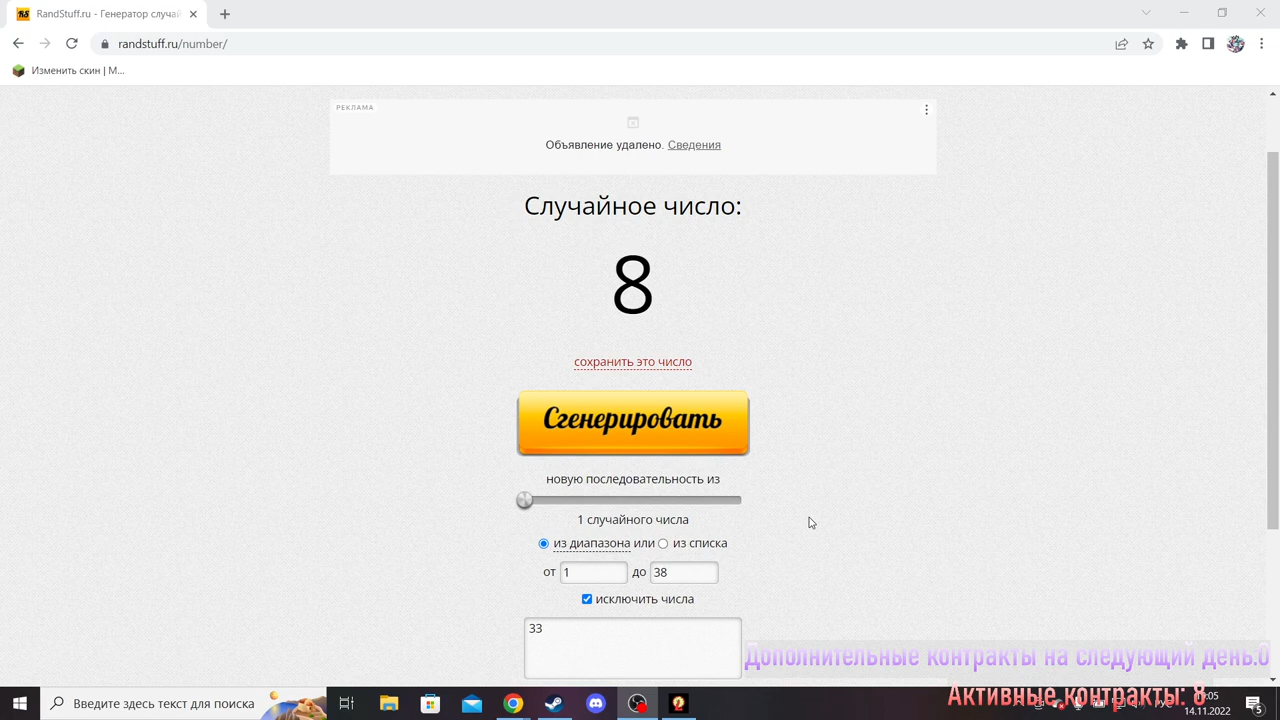 RandStuff.ru - Генератор случай
randstuff.ru/number/
Изменить скин | M...
РЕКЛАМА
Объявление удалено. Сведения
Случайное число:
8
сохранить это число
Сгенерировать
новую последовательность из
1 случайного числа
из диапазона или из списка
от 1 до 38
исключить числа
33
Дополнительные контракты на следующий день:0
Активные контракты: 8
Введите здесь текст для поиска
:05
14.11.2022
5